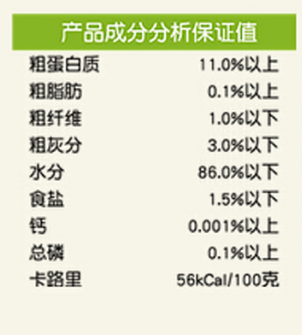 产品成分分析保证值
粗蛋白质 11.0%以上
粗脂肪 0.1%以上
粗纤维 1.0%以下
粗灰分 3.0%以下
水分 86.0%以下
食盐 1.5%以下
钙 0.001%以上
总磷 0.1%以上
卡路里 56kCal/100克